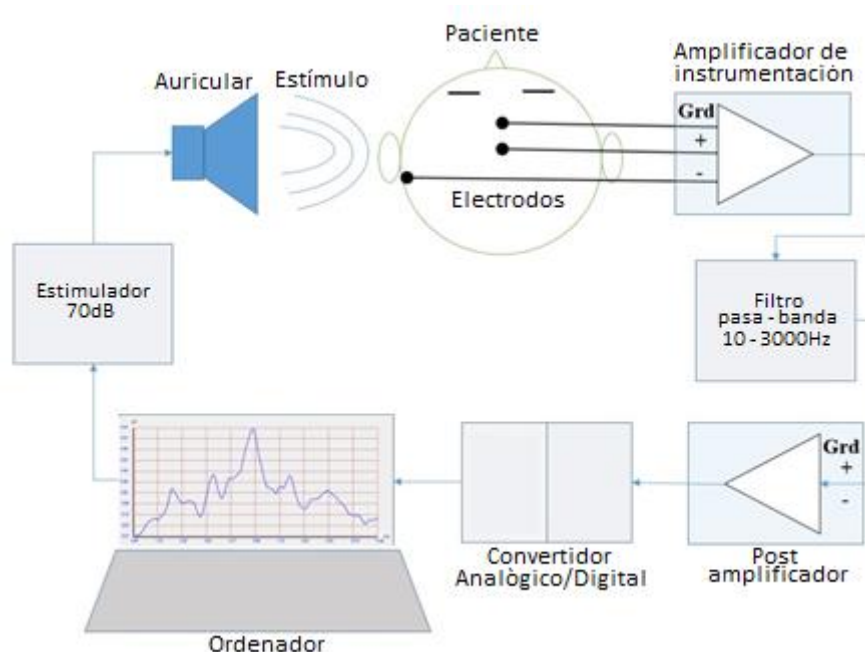 Paciente
Auricular
Estímulo
Amplificador de
instrumentación
Grd
+
-
Electrodos
Estimulador
70dB
Filtro
pasa - banda
10 - 3000Hz
Grd
+
-
Convertidor
Analògico/Digital
Post
amplificador
Ordenador